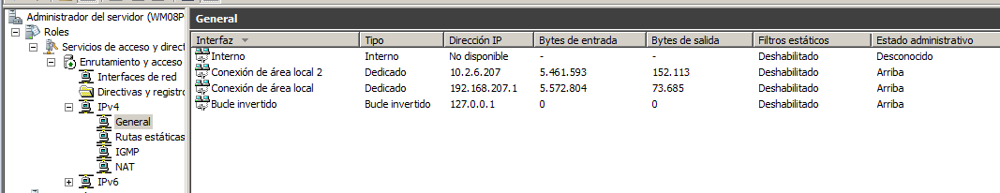 Administrador del servidor (WM08P
General
Roles
Servicios de acceso y direct
Enrutamiento y acceso
Interfaces de red
Directivas y registro
IPv4
General
Rutas estáticas
IGMP
NAT
IPv6
Interfaz Tipo Dirección IP Bytes de entrada Bytes de salida Filtros estáticos Estado administrativo
Interno Interno No disponible - - Deshabilitado Desconocido
Conexión de área local 2 Dedicado 10.2.6.207 5.461.593 152.113 Deshabilitado Arriba
Conexión de área local Dedicado 192.168.207.1 5.572.804 73.685 Deshabilitado Arriba
Bucle invertido Bucle invertido 127.0.0.1 0 0 Deshabilitado Arriba